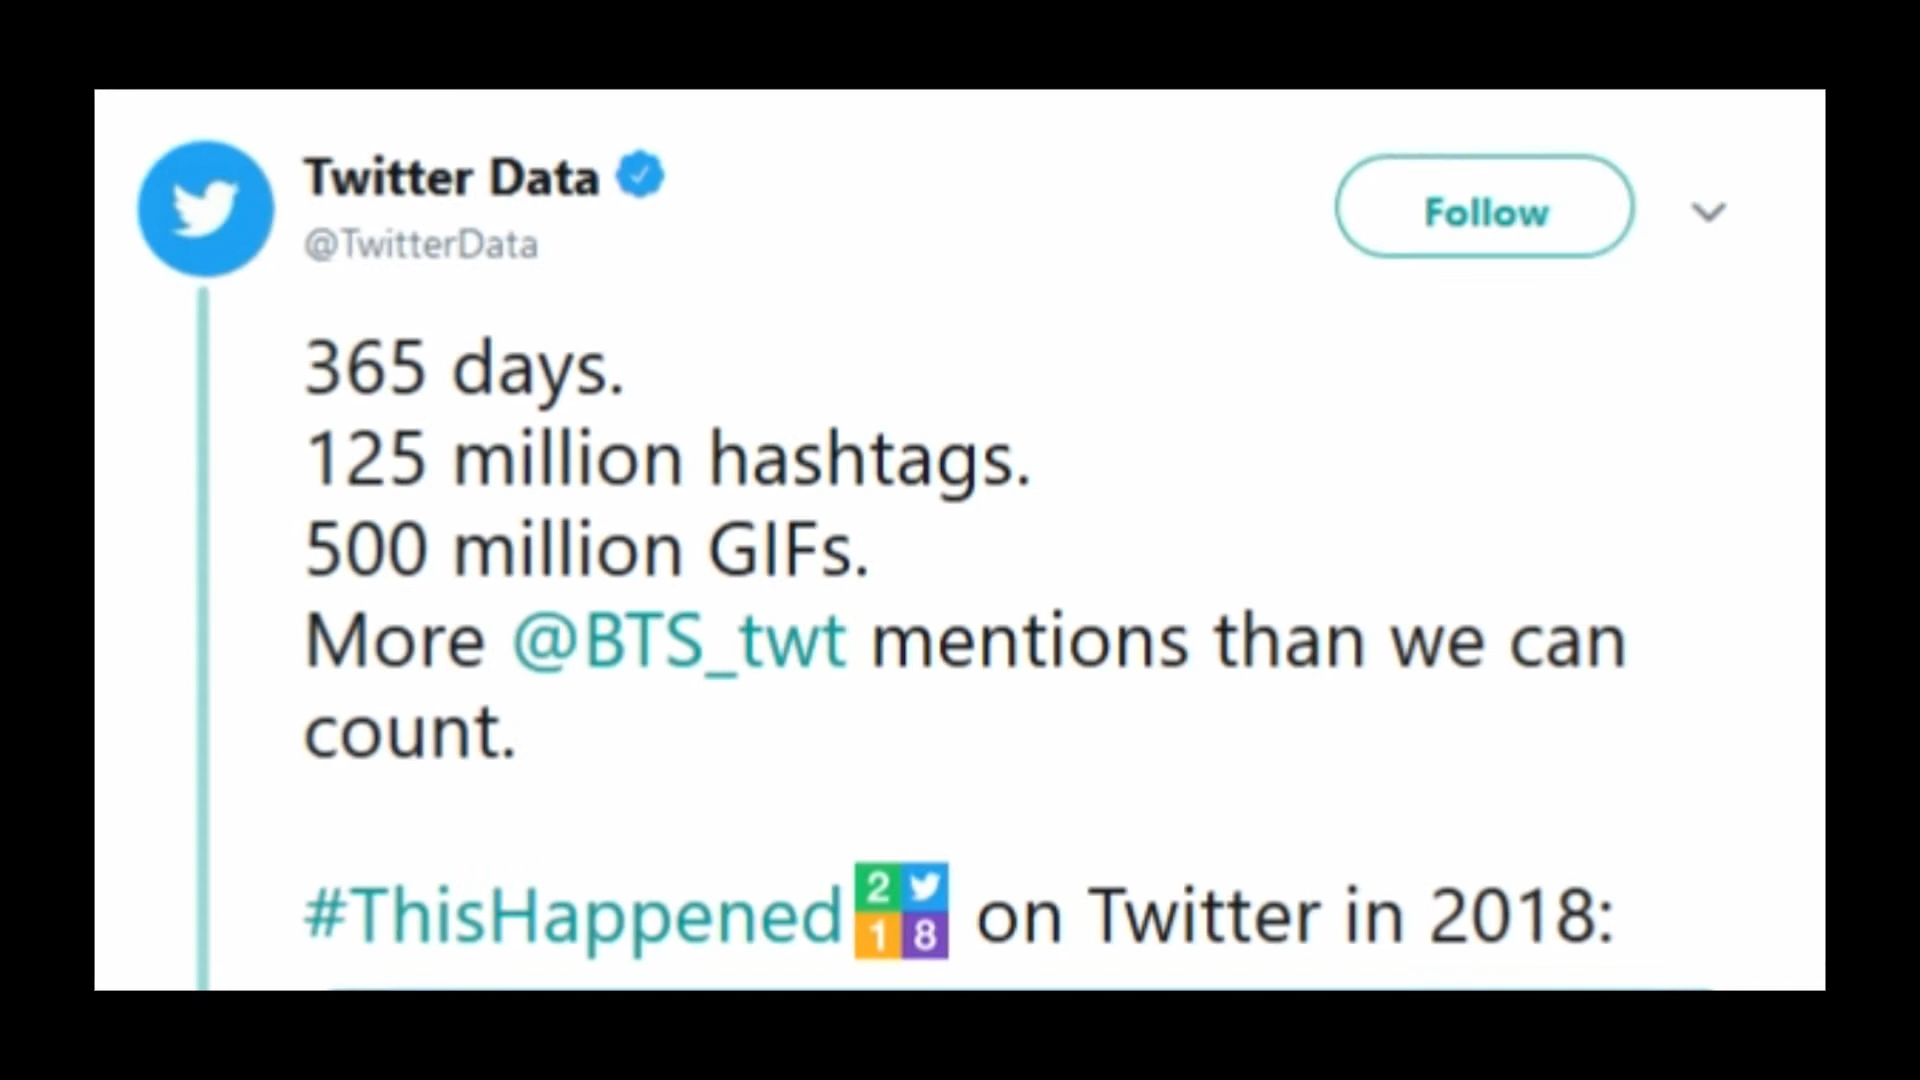 Twitter Data
@TwitterData
Follow
365 days.
125 million hashtags.
500 million GIFs.
More @BTS_twt mentions than we can
count.
#ThisHappened 2 1 8 on Twitter in 2018: